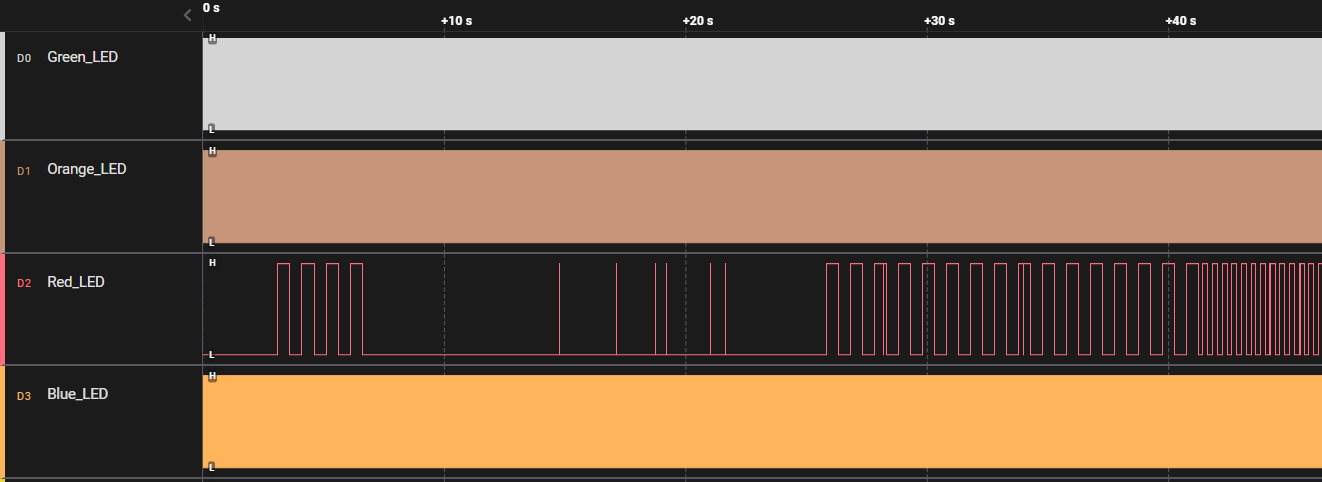 0 s
+10 s
+20 s
+30 s
+40 s
D0 Green_LED
H
L
D1 Orange_LED
H
L
D2 Red_LED
H
L
D3 Blue_LED
H
L